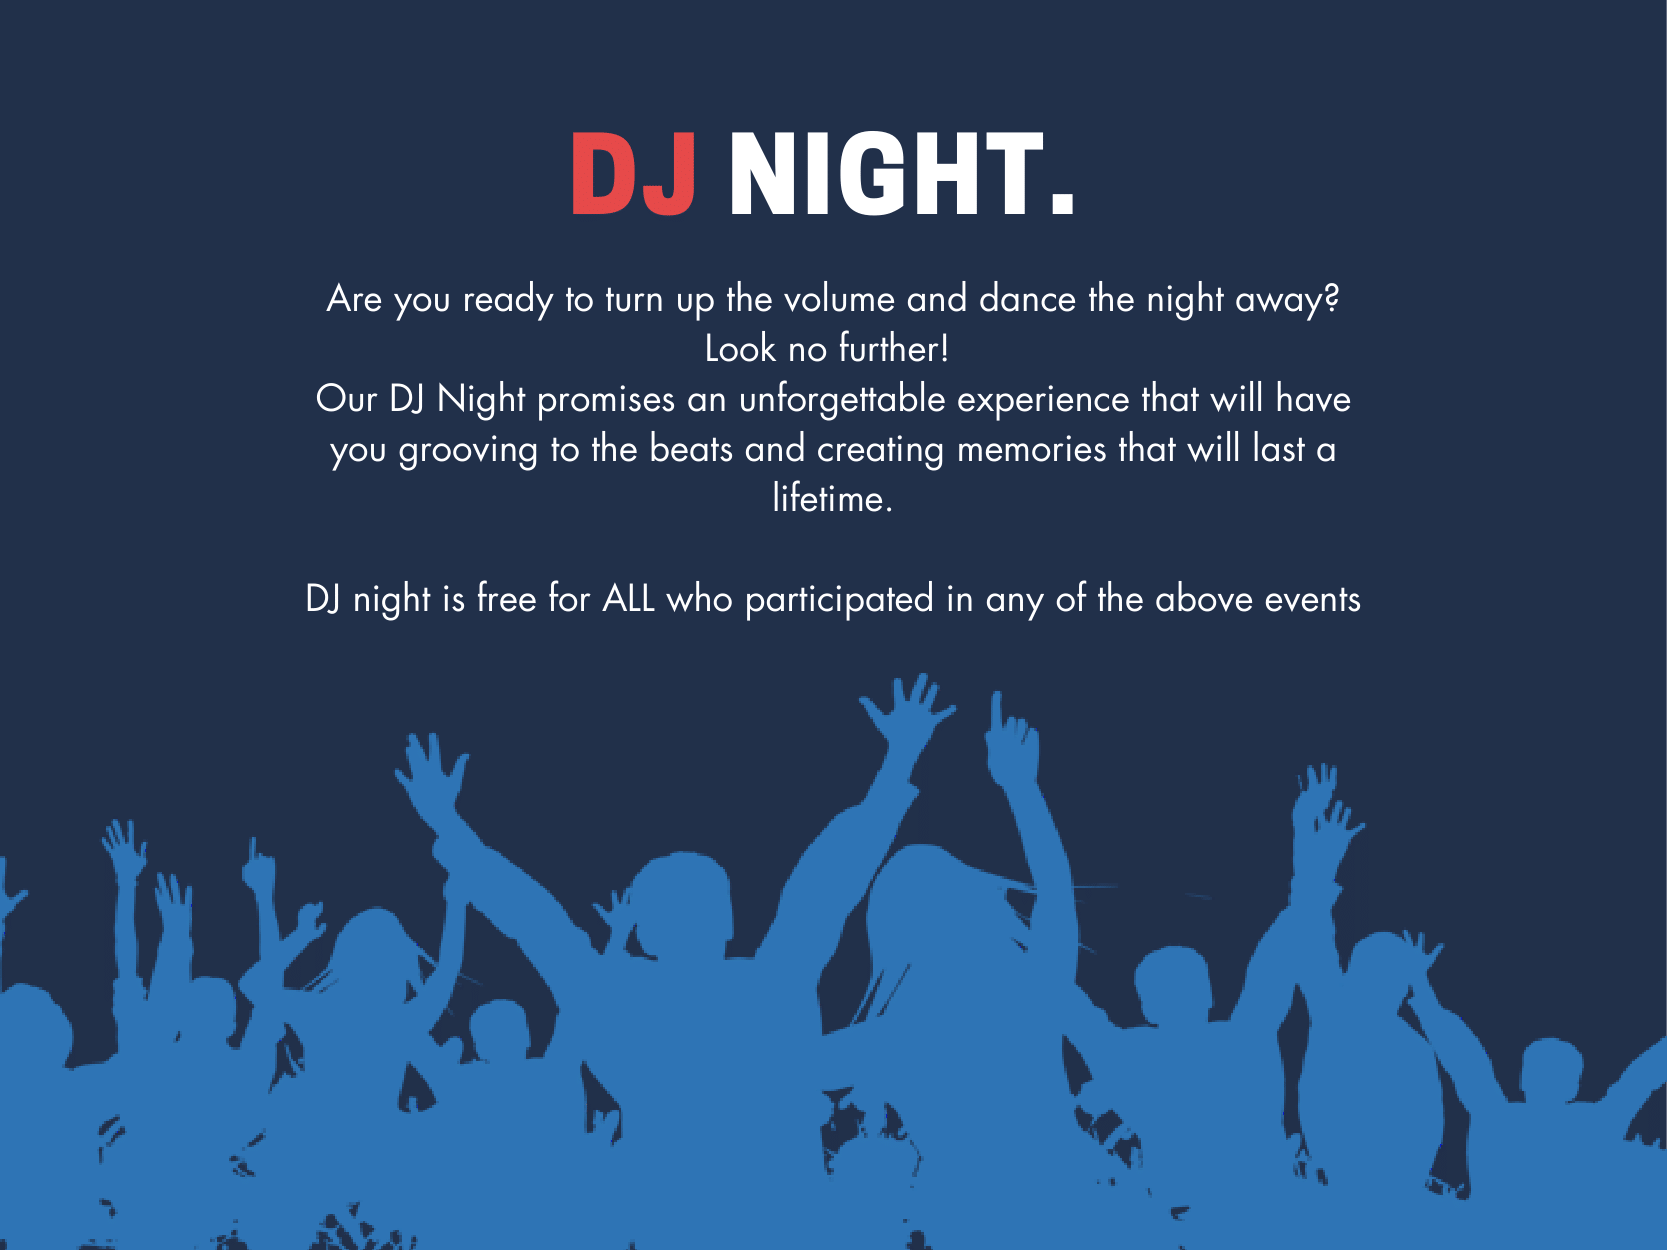 DJ NIGHT.
Are you ready to turn up the volume and dance the night away?
Look no further!
Our DJ Night promises an unforgettable experience that will have
you grooving to the beats and creating memories that will last a
lifetime.
DJ night is free for ALL who participated in any of the above events